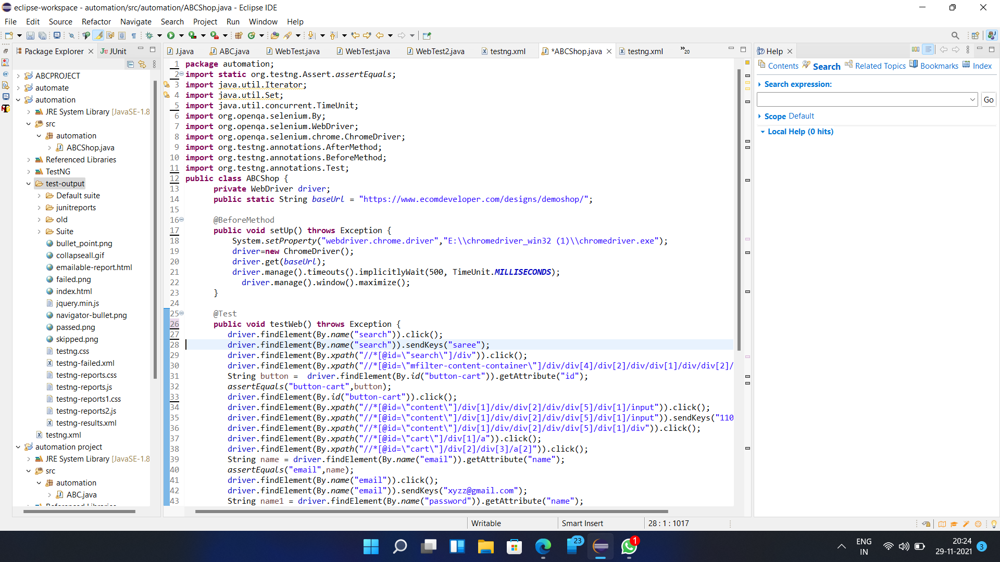 eclipse-workspace - automation/src/automation/ABCShop.java - Eclipse IDE
File Edit Source Refactor Navigate Search Project Run Window Help
Package Explorer
JUnit
J.java
ABC.java
WebTest.java
WebTest.java
WebTest2.java
testng.xml
*ABCShop.java
testng.xml
»20
ABCPROJECT
automate
automation
JRE System Library [JavaSE-1.8
src
automation
ABCShop.java
Referenced Libraries
TestNG
test-output
Default suite
junitreports
old
Suite
bullet_point.png
collapseall.gif
emailable-report.html
failed.png
index.html
jquery.min.js
navigator-bullet.png
passed.png
skipped.png
testng.css
testng-failed.xml
testng-reports.css
testng-reports.js
testng-reports1.css
testng-reports2.js
testng-results.xml
testng.xml
automation project
JRE System Library [JavaSE-1.8
src
automation
ABC.java
Referenced Libraries
1 package automation;
2 import static org.testng.Assert.assertEquals;
3 import java.util.Iterator;
4 import java.util.Set;
5 import java.util.concurrent.TimeUnit;
6 import org.openqa.selenium.By;
7 import org.openqa.selenium.WebDriver;
8 import org.openqa.selenium.chrome.ChromeDriver;
9 import org.testng.annotations.AfterMethod;
10 import org.testng.annotations.BeforeMethod;
11 import org.testng.annotations.Test;
12 public class ABCShop {
13 private WebDriver driver;
14 public static String baseUrl = "https://www.ecomdeveloper.com/designs/demoshop/";
15
16 @BeforeMethod
17 public void setUp() throws Exception {
18 System.setProperty("webdriver.chrome.driver","E:\\chromedriver_win32 (1)\\chromedriver.exe");
19 driver=new ChromeDriver();
20 driver.get(baseUrl);
21 driver.manage().timeouts().implicitlyWait(500, TimeUnit.MILLISECONDS);
22 driver.manage().window().maximize();
23 }
24
25 @Test
26 public void testWeb() throws Exception {
27 driver.findElement(By.name("search")).click();
28 driver.findElement(By.name("search")).sendKeys("saree");
29 driver.findElement(By.xpath("//*[@id=\"search\"]/div")).click();
30 driver.findElement(By.xpath("//*[@id=\"mfilter-content-container\"]/div/div[4]/div[2]/div/div[1]/div/div[2]/
31 String button =  driver.findElement(By.id("button-cart")).getAttribute("id");
32 assertEquals("button-cart",button);
33 driver.findElement(By.id("button-cart")).click();
34 driver.findElement(By.xpath("//*[@id=\"content\"]/div[1]/div/div[2]/div/div[5]/div[1]/input")).click();
35 driver.findElement(By.xpath("//*[@id=\"content\"]/div[1]/div/div[2]/div/div[5]/div[1]/input")).sendKeys("110
36 driver.findElement(By.xpath("//*[@id=\"content\"]/div[1]/div/div[2]/div/div[5]/div[1]/div")).click();
37 driver.findElement(By.xpath("//*[@id=\"cart\"]/div[1]/a")).click();
38 driver.findElement(By.xpath("//*[@id=\"cart\"]/div[2]/div[3]/a[2]")).click();
39 String name = driver.findElement(By.name("email")).getAttribute("name");
40 assertEquals("email",name);
41 driver.findElement(By.name("email")).click();
42 driver.findElement(By.name("email")).sendKeys("xyzz@gmail.com");
43 String name1 = driver.findElement(By.name("password")).getAttribute("name");
Help
Contents Search Related Topics Bookmarks Index
Search expression:
Go
Scope Default
Local Help (0 hits)
Writable
Smart Insert
28 : 1 : 1017
23
1
ENG
IN
20:24
29-11-2021
3